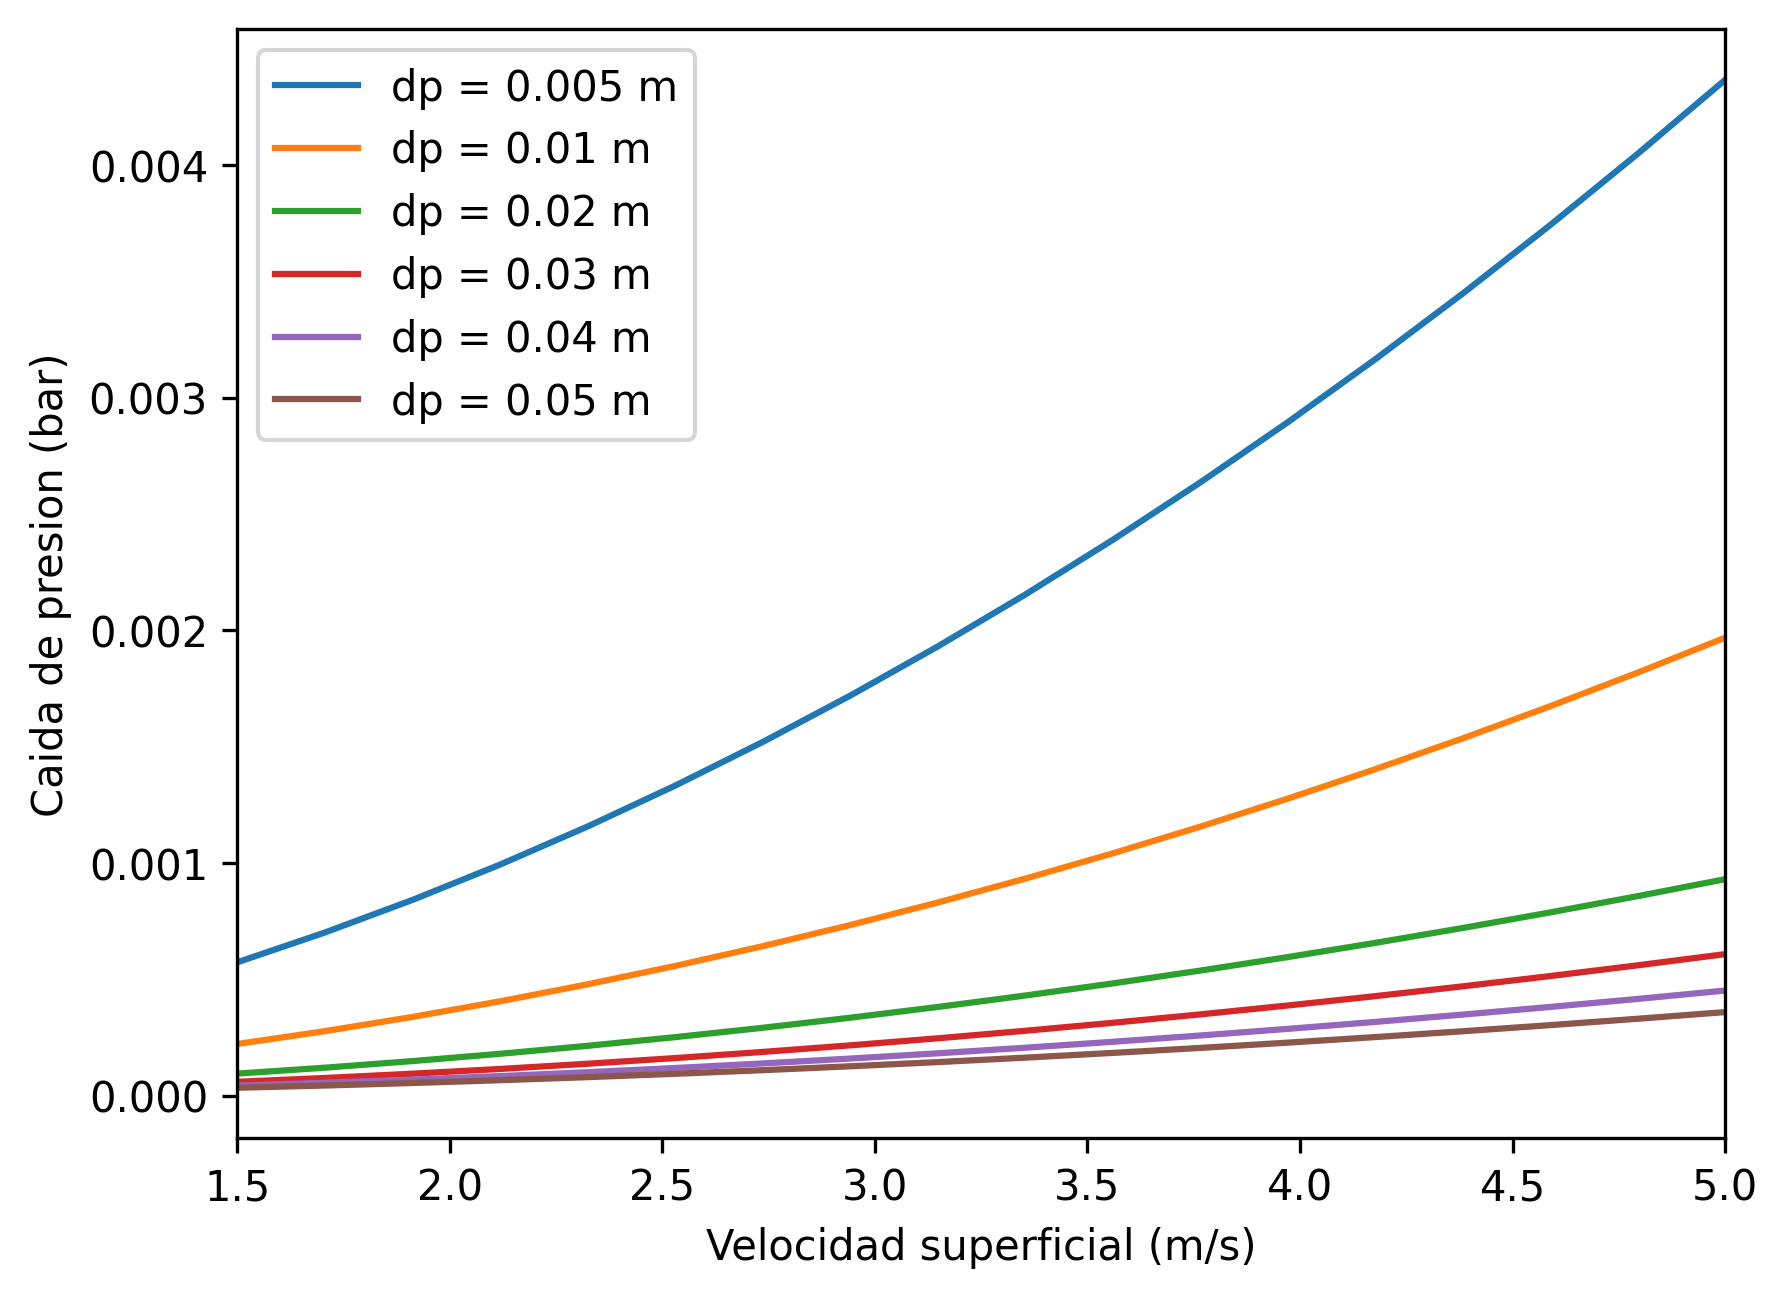 dp = 0.005 m
dp = 0.01 m
dp = 0.02 m
dp = 0.03 m
dp = 0.04 m
dp = 0.05 m
Caida de presion (bar)
0.004
0.003
0.002
0.001
0.000
1.5 2.0 2.5 3.0 3.5 4.0 4.5 5.0
Velocidad superficial (m/s)